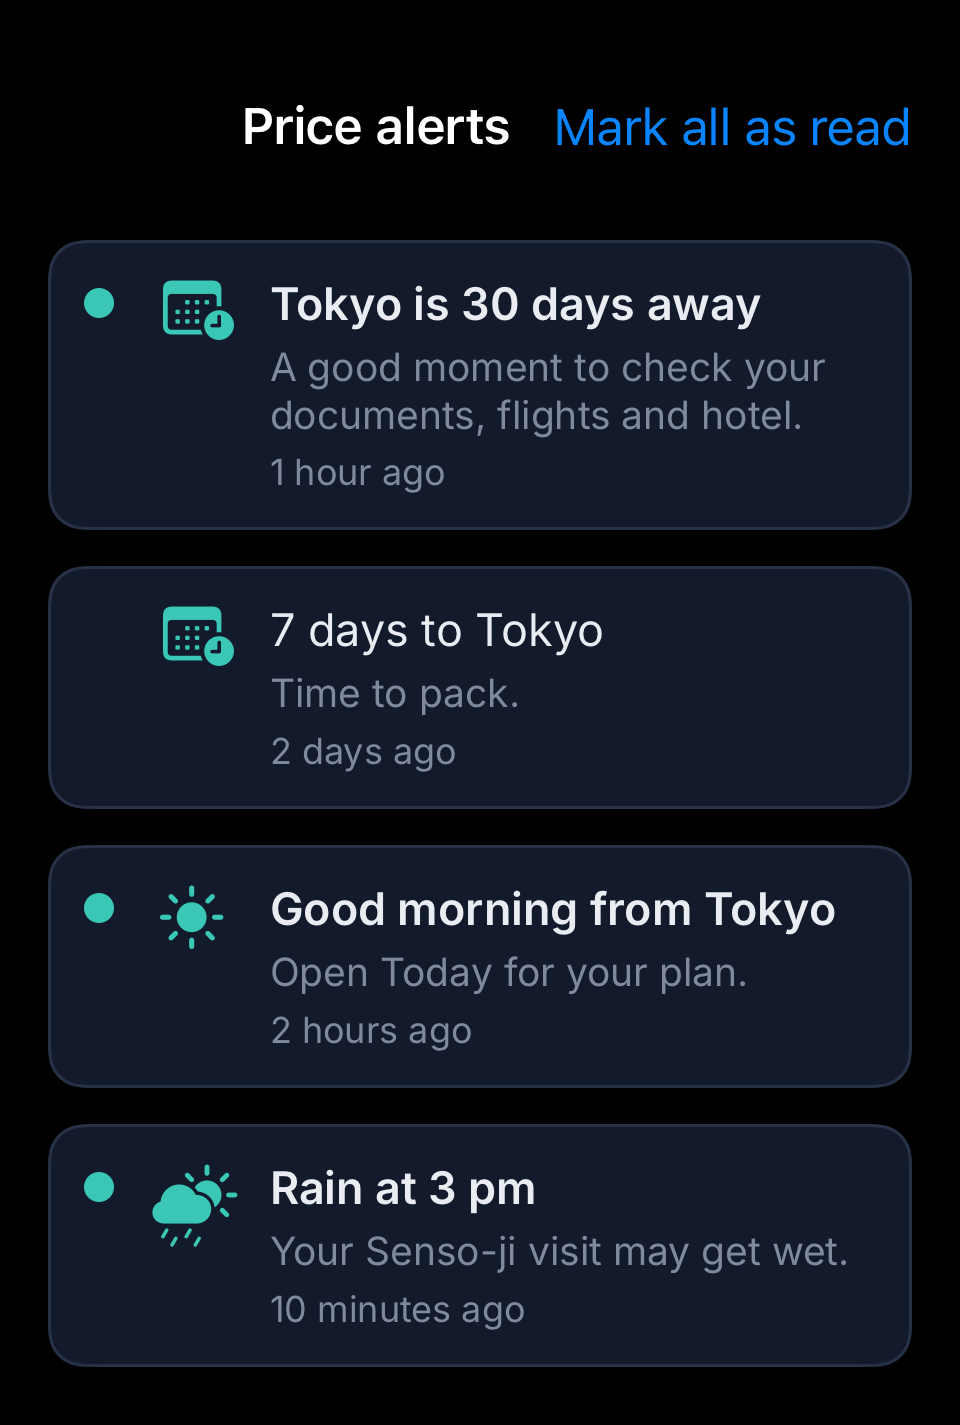 Price alerts
Mark all as read
Tokyo is 30 days away
A good moment to check your
documents, flights and hotel.
1 hour ago
7 days to Tokyo
Time to pack.
2 days ago
Good morning from Tokyo
Open Today for your plan.
2 hours ago
Rain at 3 pm
Your Senso-ji visit may get wet.
10 minutes ago